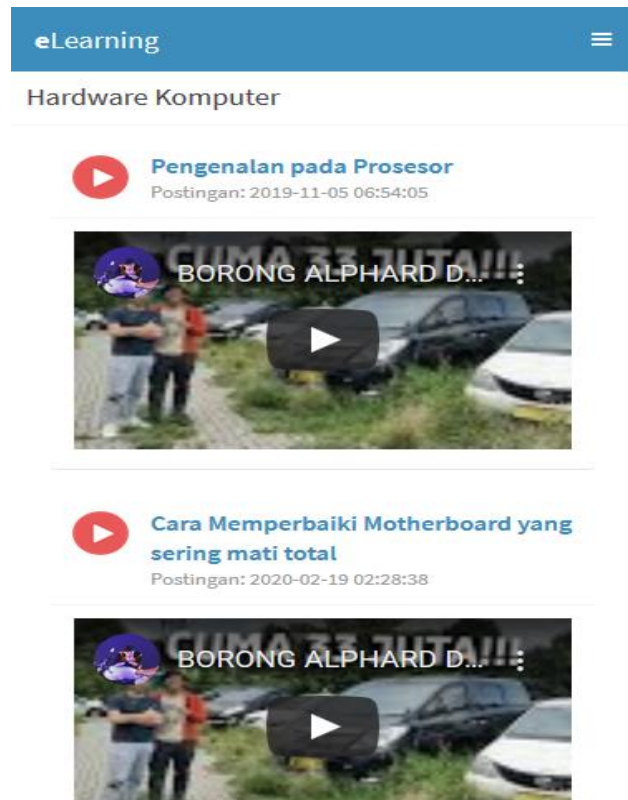 eLearning
Hardware Komputer
Pengenalan pada Prosesor
Postingan: 2019-11-05 06:54:05
CUMA 33 JUTA!!!
BORONG ALPHARD D...
Cara Memperbaiki Motherboard yang
sering mati total
Postingan: 2020-02-19 02:28:38
CUMA 33 JUTA!!!
BORONG ALPHARD D...